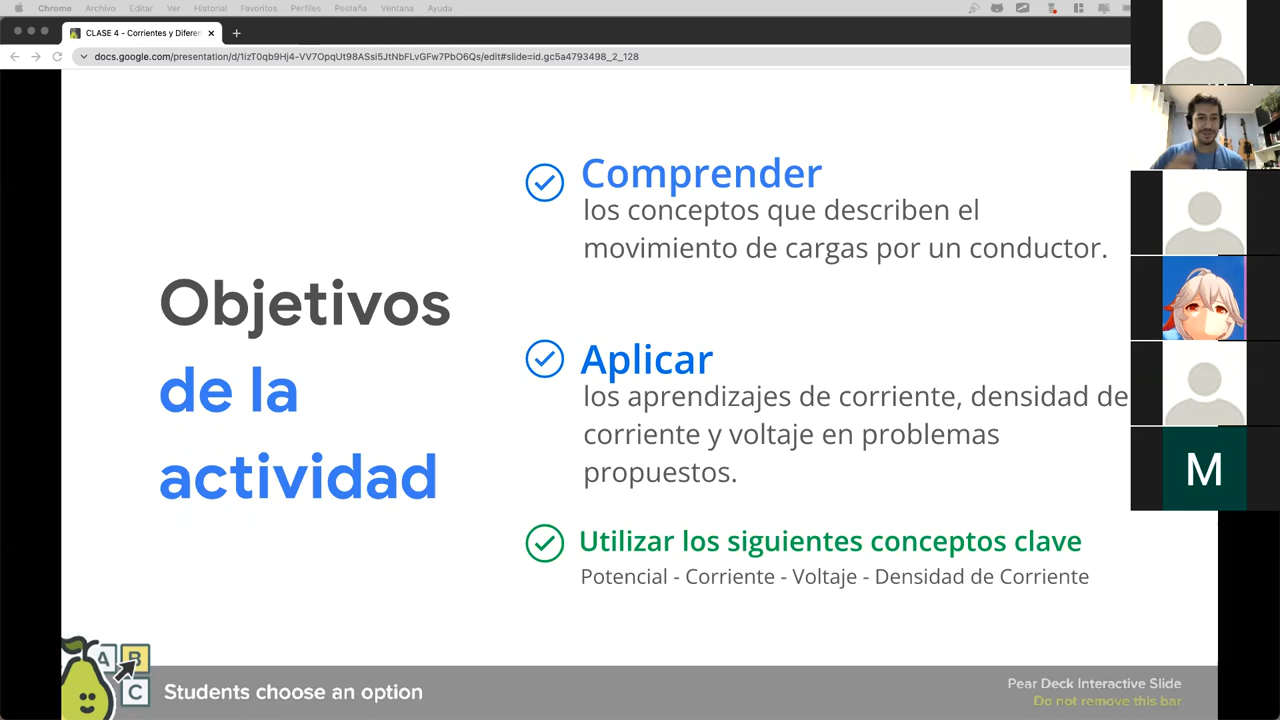 Chrome Archivo Editar Ver Historial Favoritos Perfiles Pestaña Ventana Ayuda
CLASE 4 - Corrientes y Diferen
docs.google.com/presentation/d/1izT0qb9Hj4-VV7OpqUt98ASsi5JtNbFLvGFw7PbO6Qs/edit#slide=id.gc5a4793498_2_128
Objetivos
de la
actividad
Comprender
los conceptos que describen el
movimiento de cargas por un conductor.
Aplicar
los aprendizajes de corriente, densidad de
corriente y voltaje en problemas
propuestos.
Utilizar los siguientes conceptos clave
Potencial - Corriente - Voltaje - Densidad de Corriente
M
A B
C
Students choose an option
Pear Deck Interactive Slide
Do not remove this bar